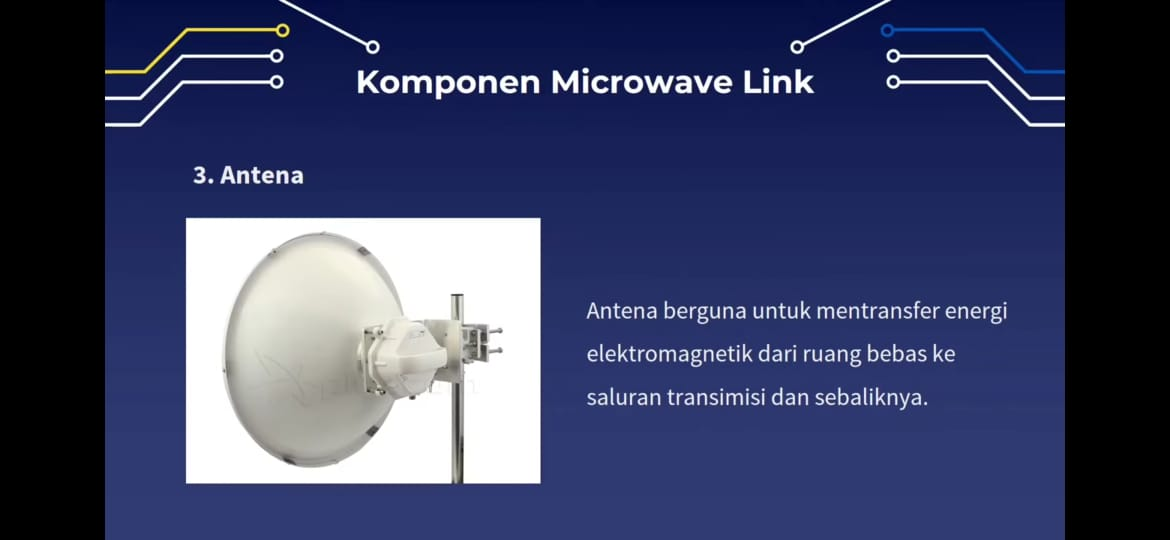 Komponen Microwave Link
3. Antena
Antena berguna untuk mentransfer energi
elektromagnetik dari ruang bebas ke
saluran transimisi dan sebaliknya.